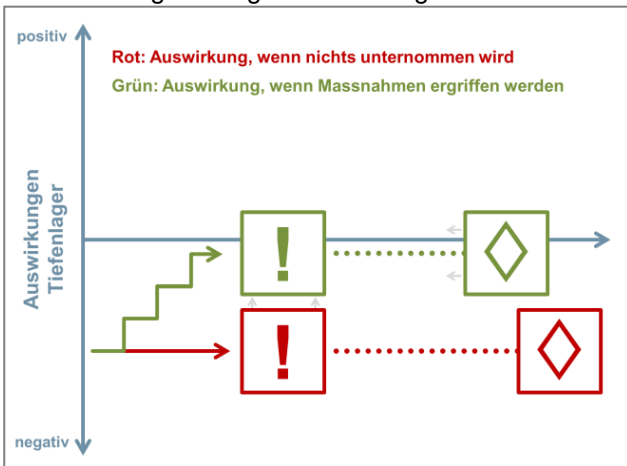 positiv
Rot: Auswirkung, wenn nichts unternommen wird
Grün: Auswirkung, wenn Massnahmen ergriffen werden
Auswirkungen
Tiefenlager
!
!
negativ